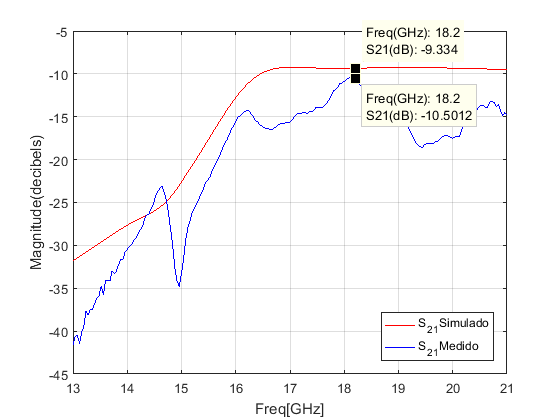 Freq(GHz): 18.2
S21(dB): -9.334
Freq(GHz): 18.2
S21(dB): -10.5012
Magnitude(decibels)
-5
-10
-15
-20
-25
-30
-35
-40
-45
13
14
15
16
17
18
19
20
21
Freq[GHz]
S21Simulado
S21Medido